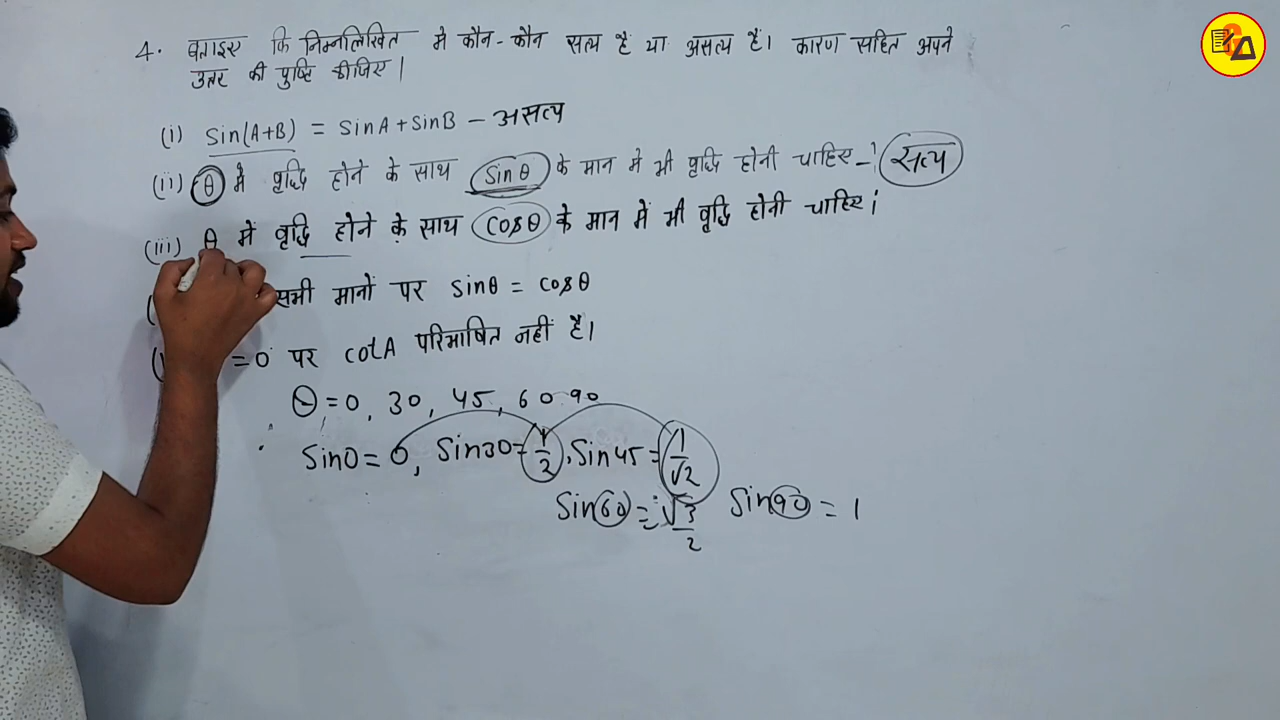 4. बताइए कि निम्नलिखित मे कौन-कौन सत्य है या असत्य है। कारण सहित अपने
उत्तर की पुष्टि कीजिए।
(i) Sin(A+B) = SinA + SinB - असत्य
(ii) θ मे वृद्धि होने के साथ Sinθ के मान मे भी वृद्धि होनी चाहिए - सत्य
(iii) θ में वृद्धि होने के साथ Cosθ के मान में भी वृद्धि होनी चाहिए।
सभी मानों पर Sinθ = Cosθ
=0 पर CotA परिभाषित नहीं है।
θ = 0, 30, 45, 60 90
Sin0 = 0, Sin30 = 1/2, Sin45 = 1/√2
Sin60 = √3/2 Sin90 = 1